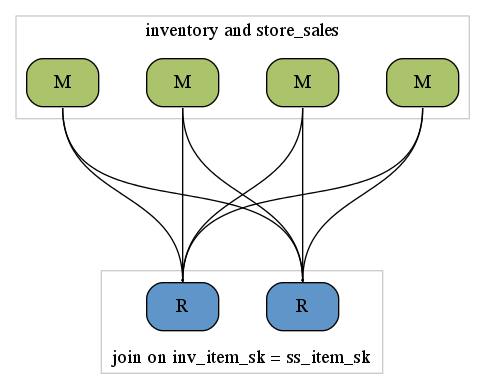 inventory and store_sales
M M M M
R R
join on inv_item_sk = ss_item_sk